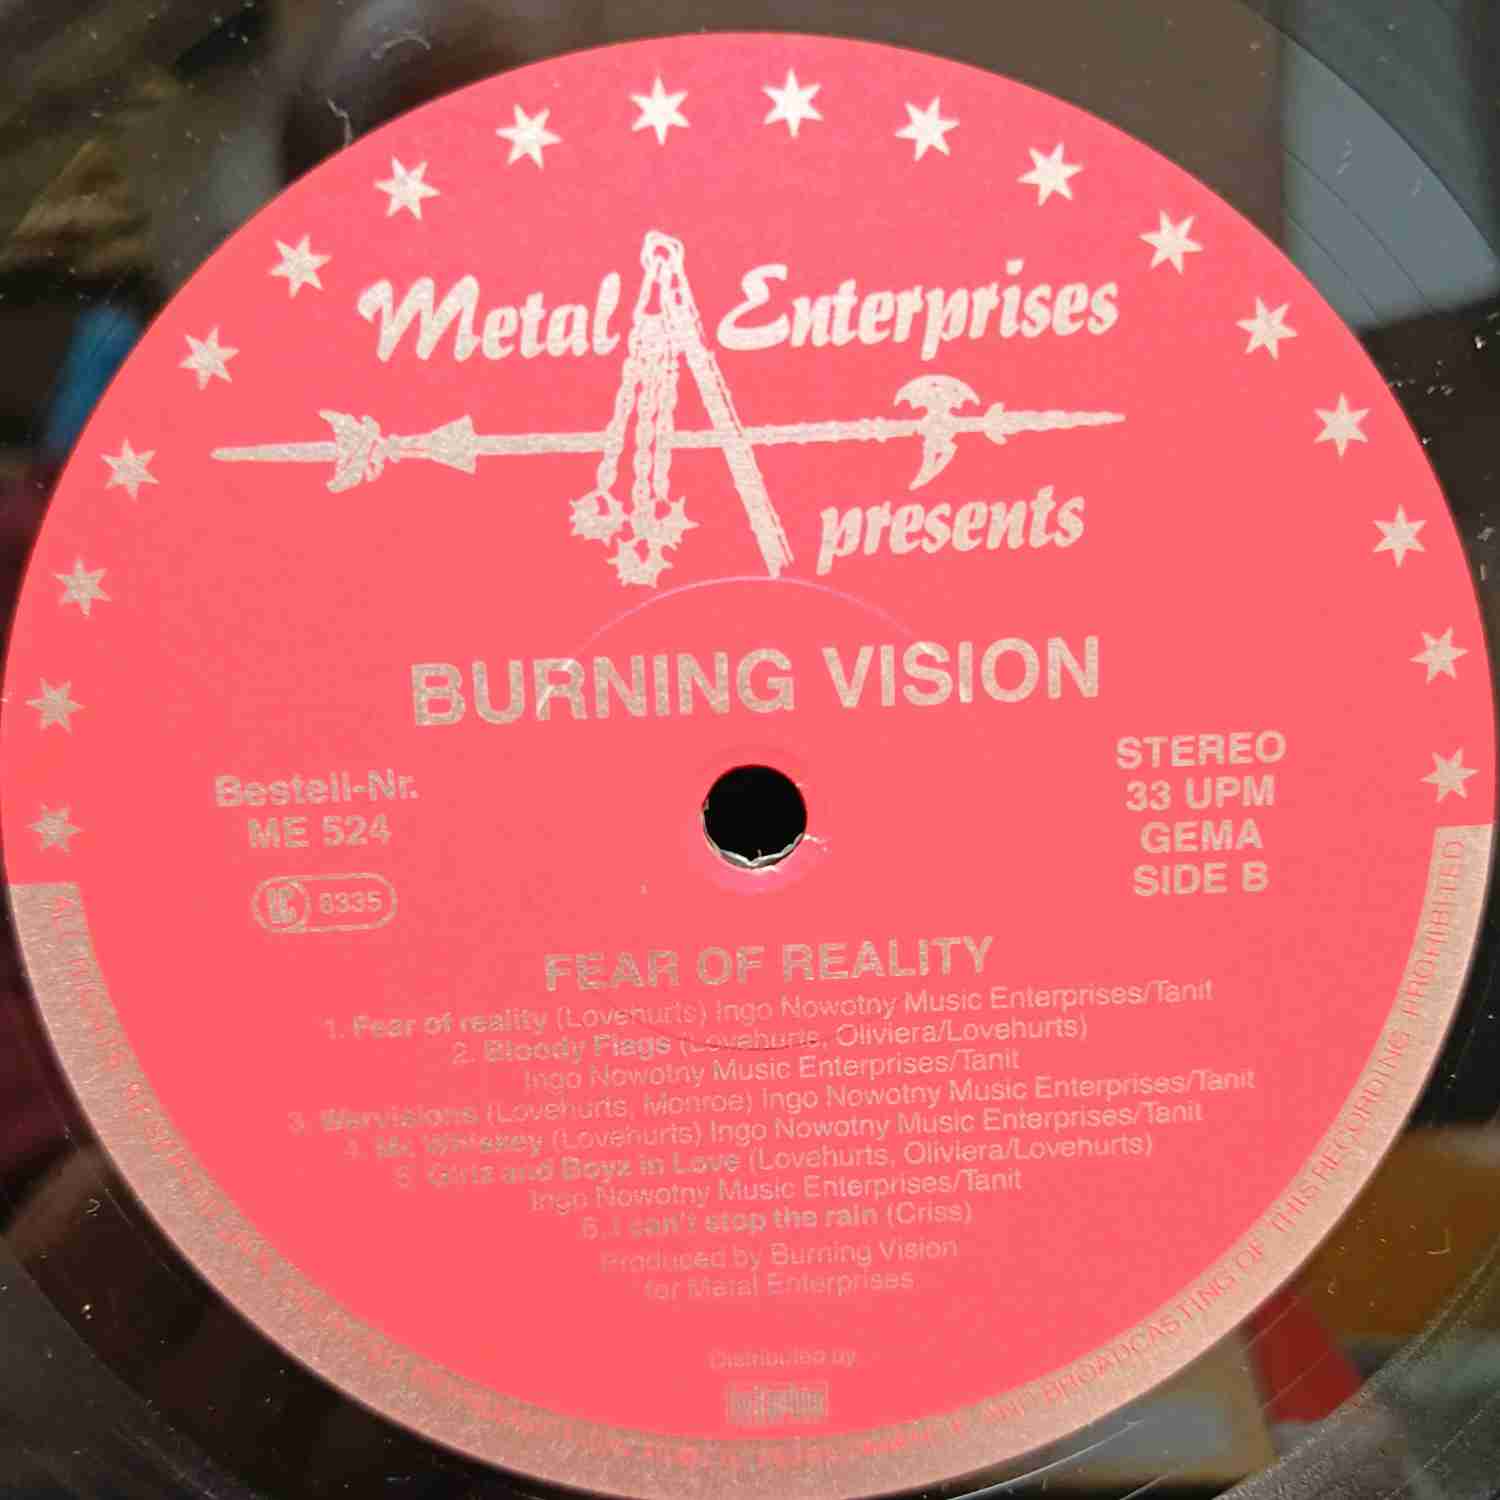 Metal Enterprises
presents
BURNING VISION
Bestell-Nr.
ME 524
LC 8335
STEREO
33 UPM
GEMA
SIDE B
FEAR OF REALITY
1. Fear of reality (Lovehurts) Ingo Nowotny Music Enterprises/Tanit
2. Bloody Flags (Lovehurts, Oliviera/Lovehurts)
Ingo Nowotny Music Enterprises/Tanit
3. Warvisions (Lovehurts, Monroe) Ingo Nowotny Music Enterprises/Tanit
4. Mr. Whiskey (Lovehurts) Ingo Nowotny Music Enterprises/Tanit
5. Girlz and Boyz in Love (Lovehurts, Oliviera/Lovehurts)
Ingo Nowotny Music Enterprises/Tanit
6. I can't stop the rain (Criss)
Produced by Burning Vision
for Metal Enterprises
Distributed by
ALL RIGHTS AND BROADCASTING OF THIS RECORDING PROHIBITED